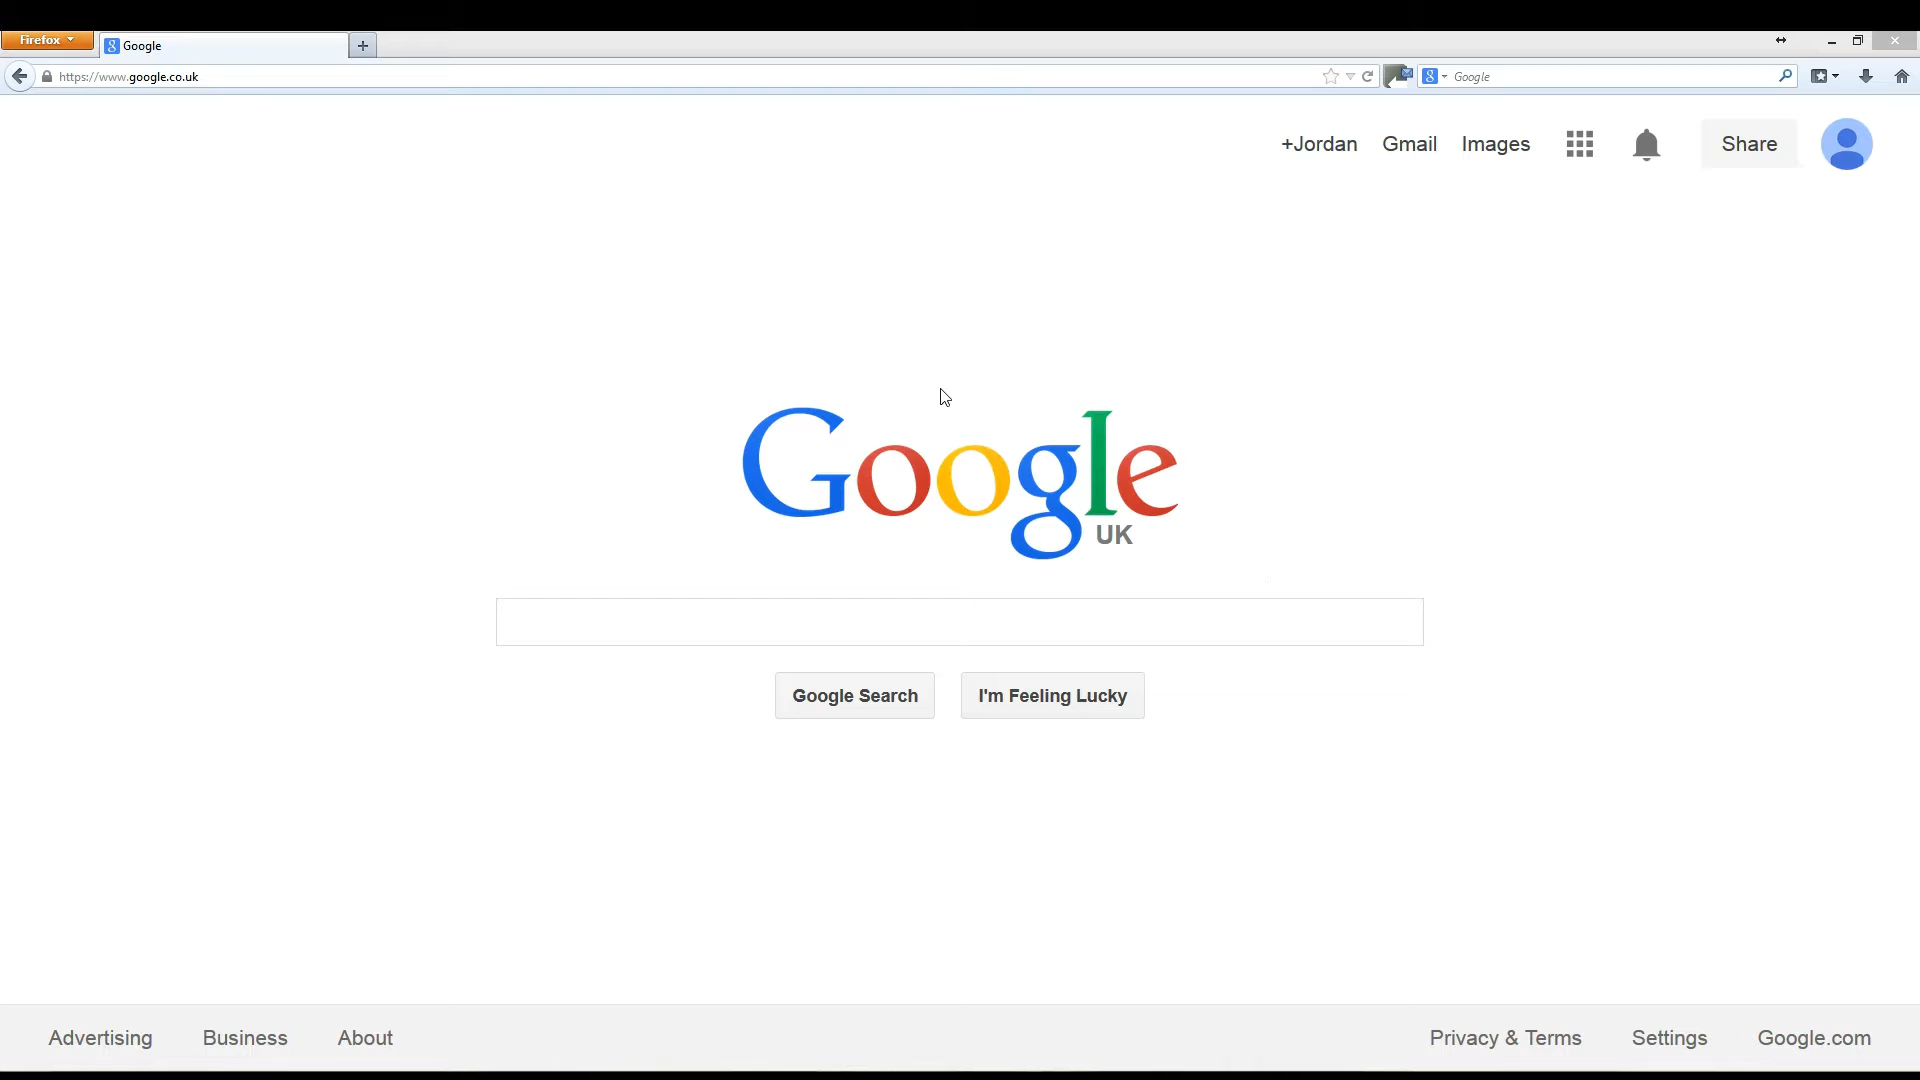 Firefox
Google
https://www.google.co.uk
Google
+Jordan Gmail Images Share
Google
UK
Google Search I'm Feeling Lucky
Advertising Business About Privacy & Terms Settings Google.com